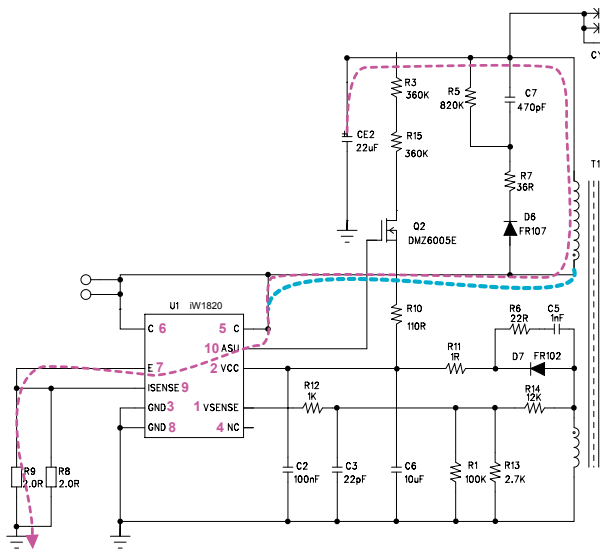 CY
R3
360K
R5
820K
C7
470pF
CE2
22uF
R15
360K
R7
36R
T1
Q2
DMZ6005E
D6
FR107
U1 iW1820
R10
110R
R6
22R
C5
1nF
C 6
5 C
10 ASU
E 7
2 VCC
R11
1R
D7 FR102
ISENSE 9
R12
1K
R14
12K
GND 3
1 VSENSE
GND 8
4 NC
R9
2.0R
R8
2.0R
C2
100nF
C3
22pF
C6
10uF
R1
100K
R13
2.7K